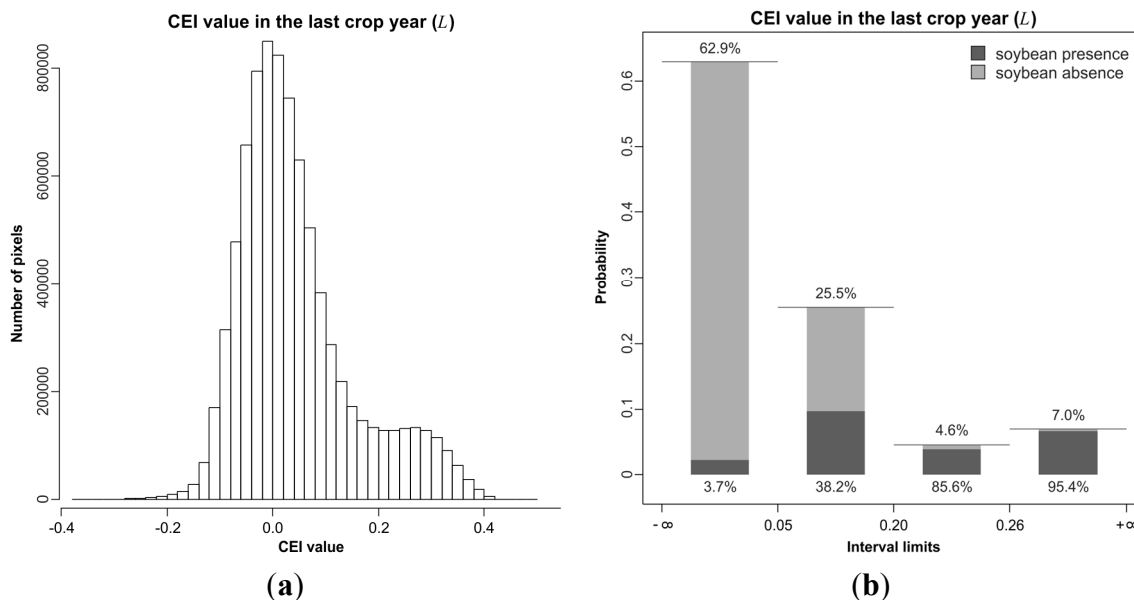 CEI value in the last crop year (L)
Number of pixels
800000
600000
400000
200000
0
-0.4 -0.2 0.0 0.2 0.4
CEI value
(a)
CEI value in the last crop year (L)
62.9%
soybean presence
soybean absence
Probability
0.6
0.5
0.4
0.3
0.2
0.1
0
25.5%
4.6%
7.0%
3.7% 38.2% 85.6% 95.4%
- ∞ 0.05 0.20 0.26 +∞
Interval limits
(b)